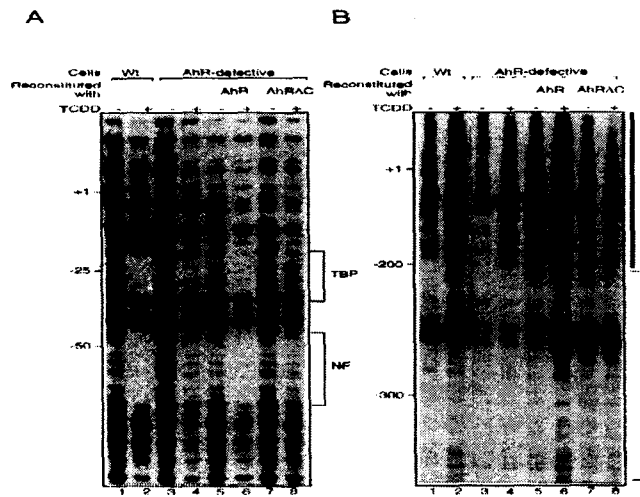 A
Cells Wt AhR-defective
Reconstituted with AhR AhRΔC
TCDD - + - + - + - +
+1
-25
-50
TBP
NF
1 2 3 4 5 6 7 8
B
Cells Wt AhR-defective
Reconstituted with AhR AhRΔC
TCDD - + - + - + - +
+1
-200
-300
1 2 3 4 5 6 7 8